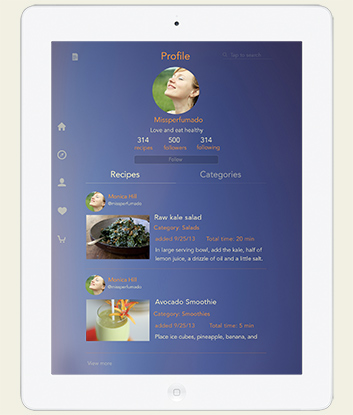 Profile
Tap to search
Missperfumado
Love and eat healthy
314 500 314
recipes followers following
Follow
Recipes Categories
Monica Hill
@missperfumado
Raw kale salad
Category: Salads
added 9/25/13 Total time: 20 min
In large serving bowl, add the kale, half of
lemon juice, a drizzle of oil and a little salt.
Monica Hill
@missperfumado
Avocado Smoothie
Category: Smoothies
added 9/25/13 Total time: 5 min
Place ice cubes, pineapple, banana, and
View more